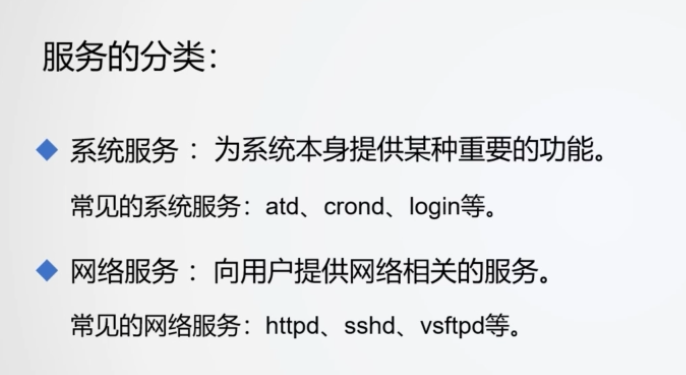 服务的分类：
系统服务 ：为系统本身提供某种重要的功能。
常见的系统服务：atd、crond、login等。
网络服务 ：向用户提供网络相关的服务。
常见的网络服务：httpd、sshd、vsftpd等。